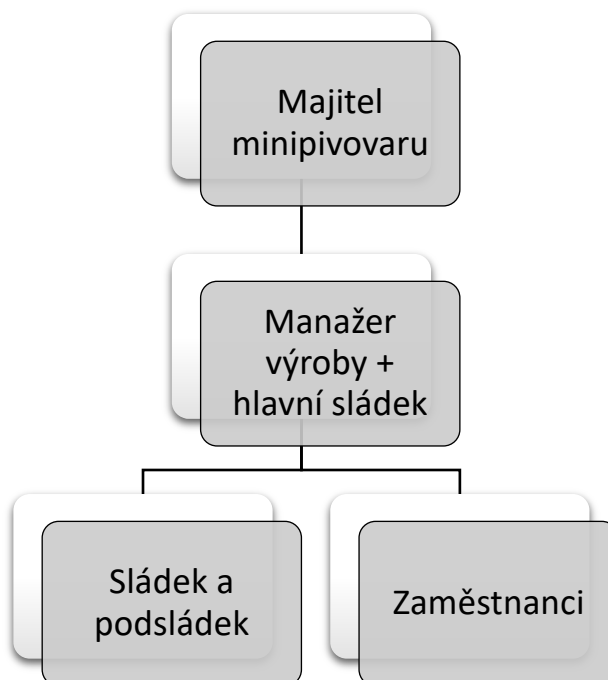 Majitel
minipivovaru
Manažer
výroby +
hlavní sládek
Sládek a
podsládek
Zaměstnanci